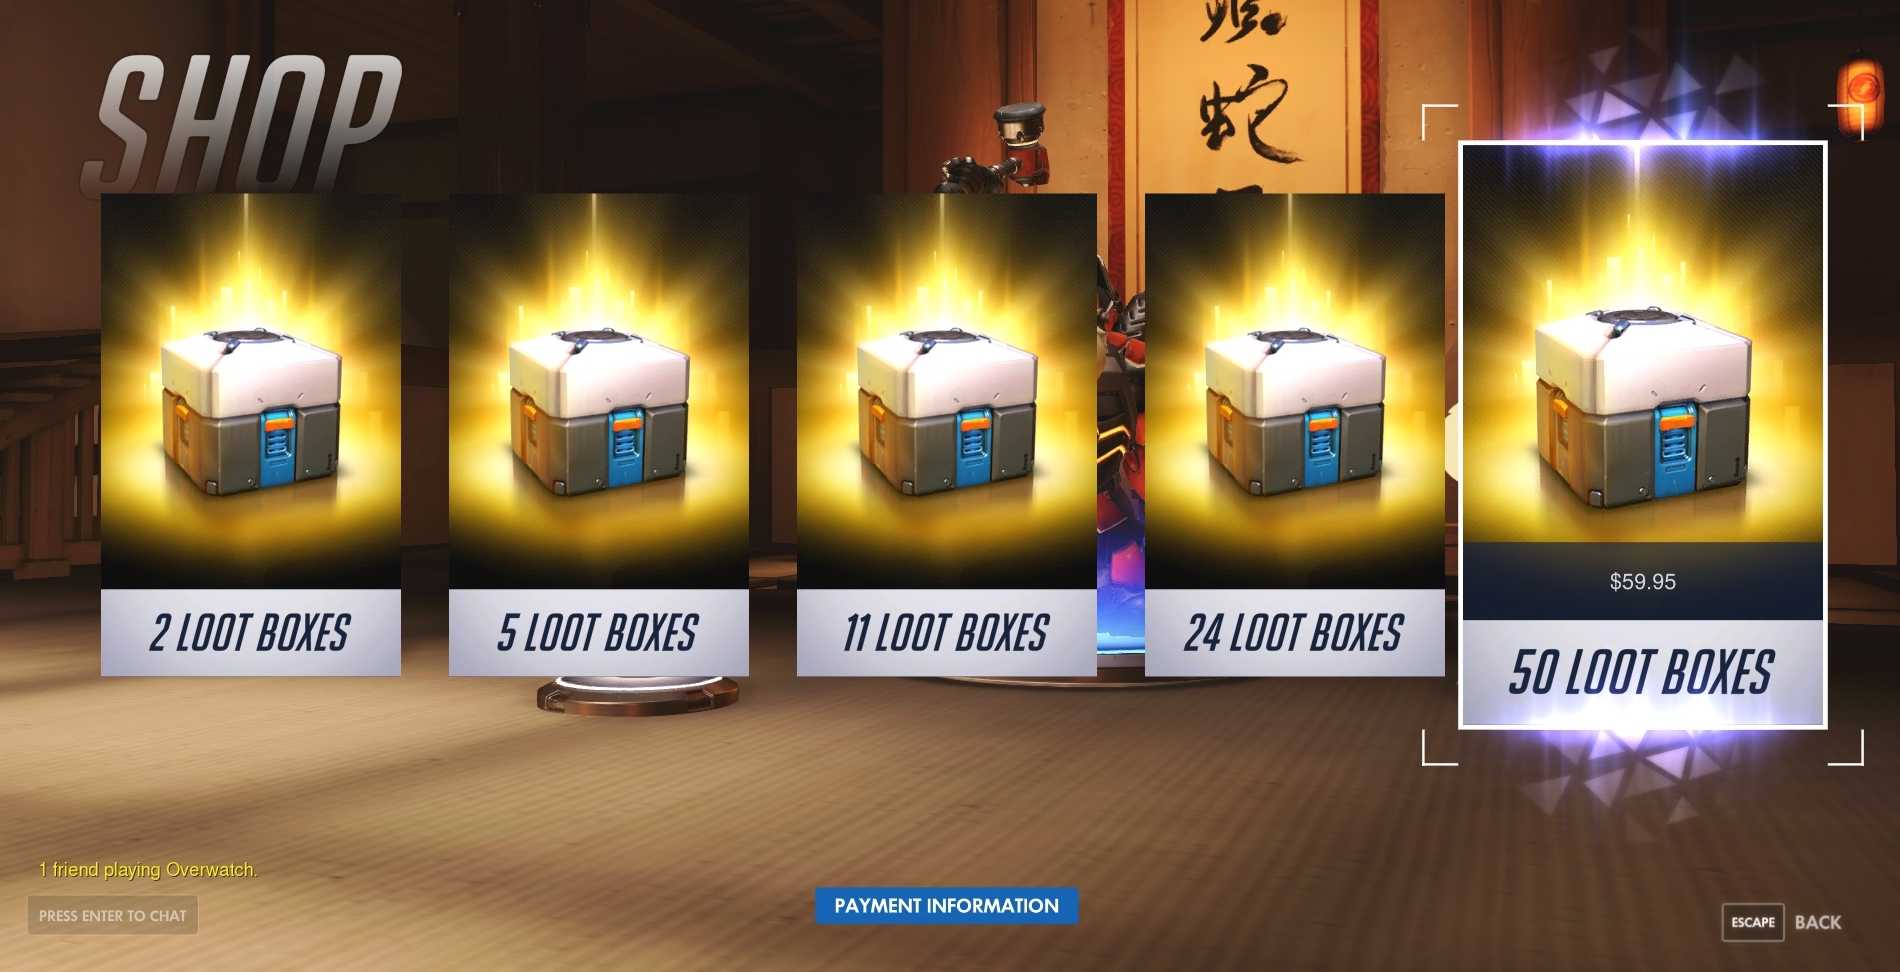 SHOP
蛇
$59.95
2 LOOT BOXES
5 LOOT BOXES
11 LOOT BOXES
24 LOOT BOXES
50 LOOT BOXES
1 friend playing Overwatch.
PRESS ENTER TO CHAT
PAYMENT INFORMATION
ESCAPE BACK